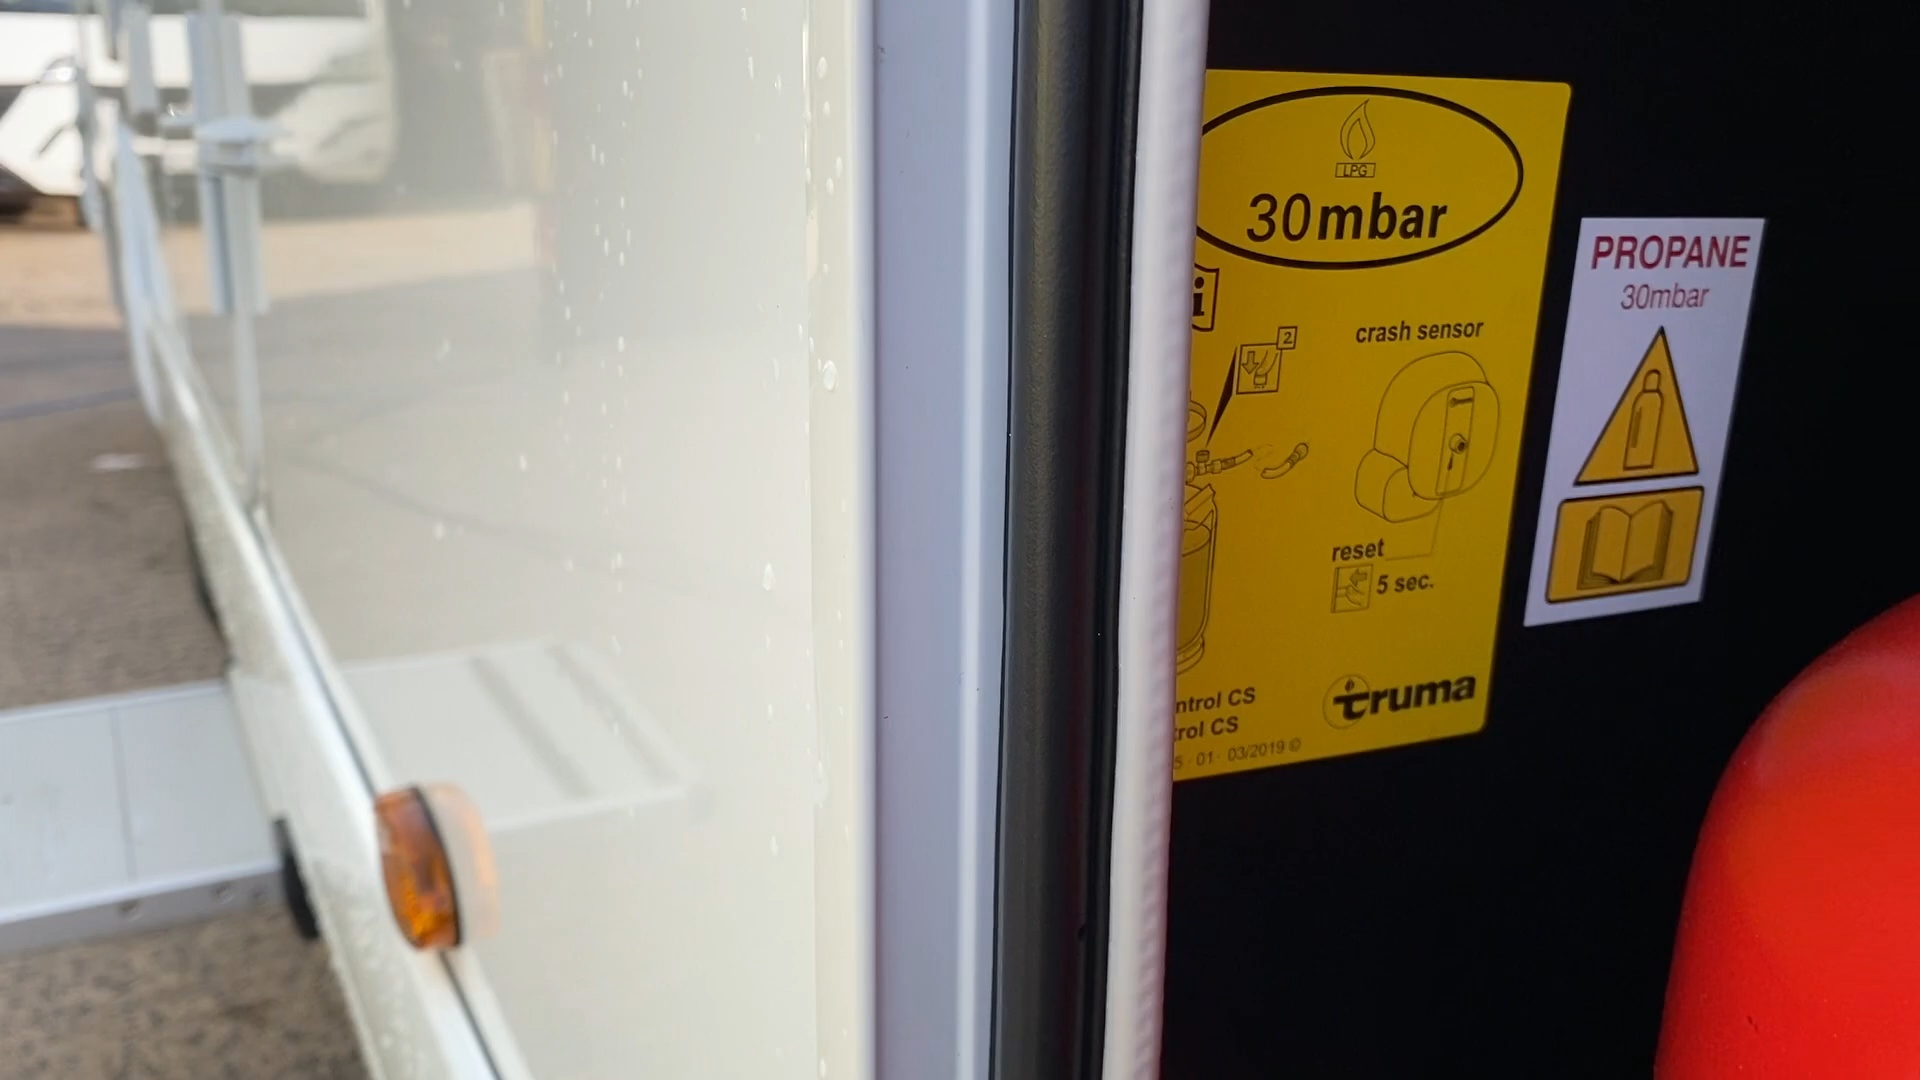 LPG
30mbar
i
2
crash sensor
reset
5 sec.
ntrol CS
trol CS
5 · 01 · 03/2019 ©
truma
PROPANE
30mbar